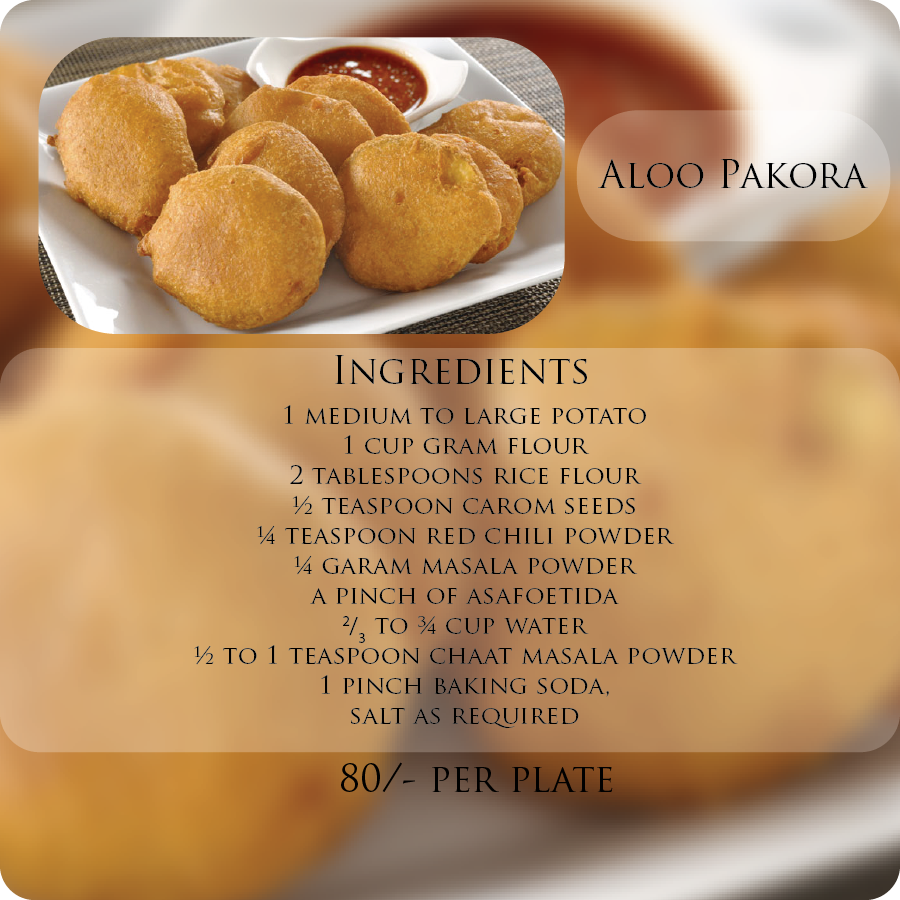 Aloo Pakora
Ingredients
1 medium to large potato
1 cup gram flour
2 tablespoons rice flour
½ teaspoon carom seeds
¼ teaspoon red chili powder
¼ garam masala powder
a pinch of asafoetida
²/₃ to ¾ cup water
½ to 1 teaspoon chaat masala powder
1 pinch baking soda,
salt as required
80/- per plate